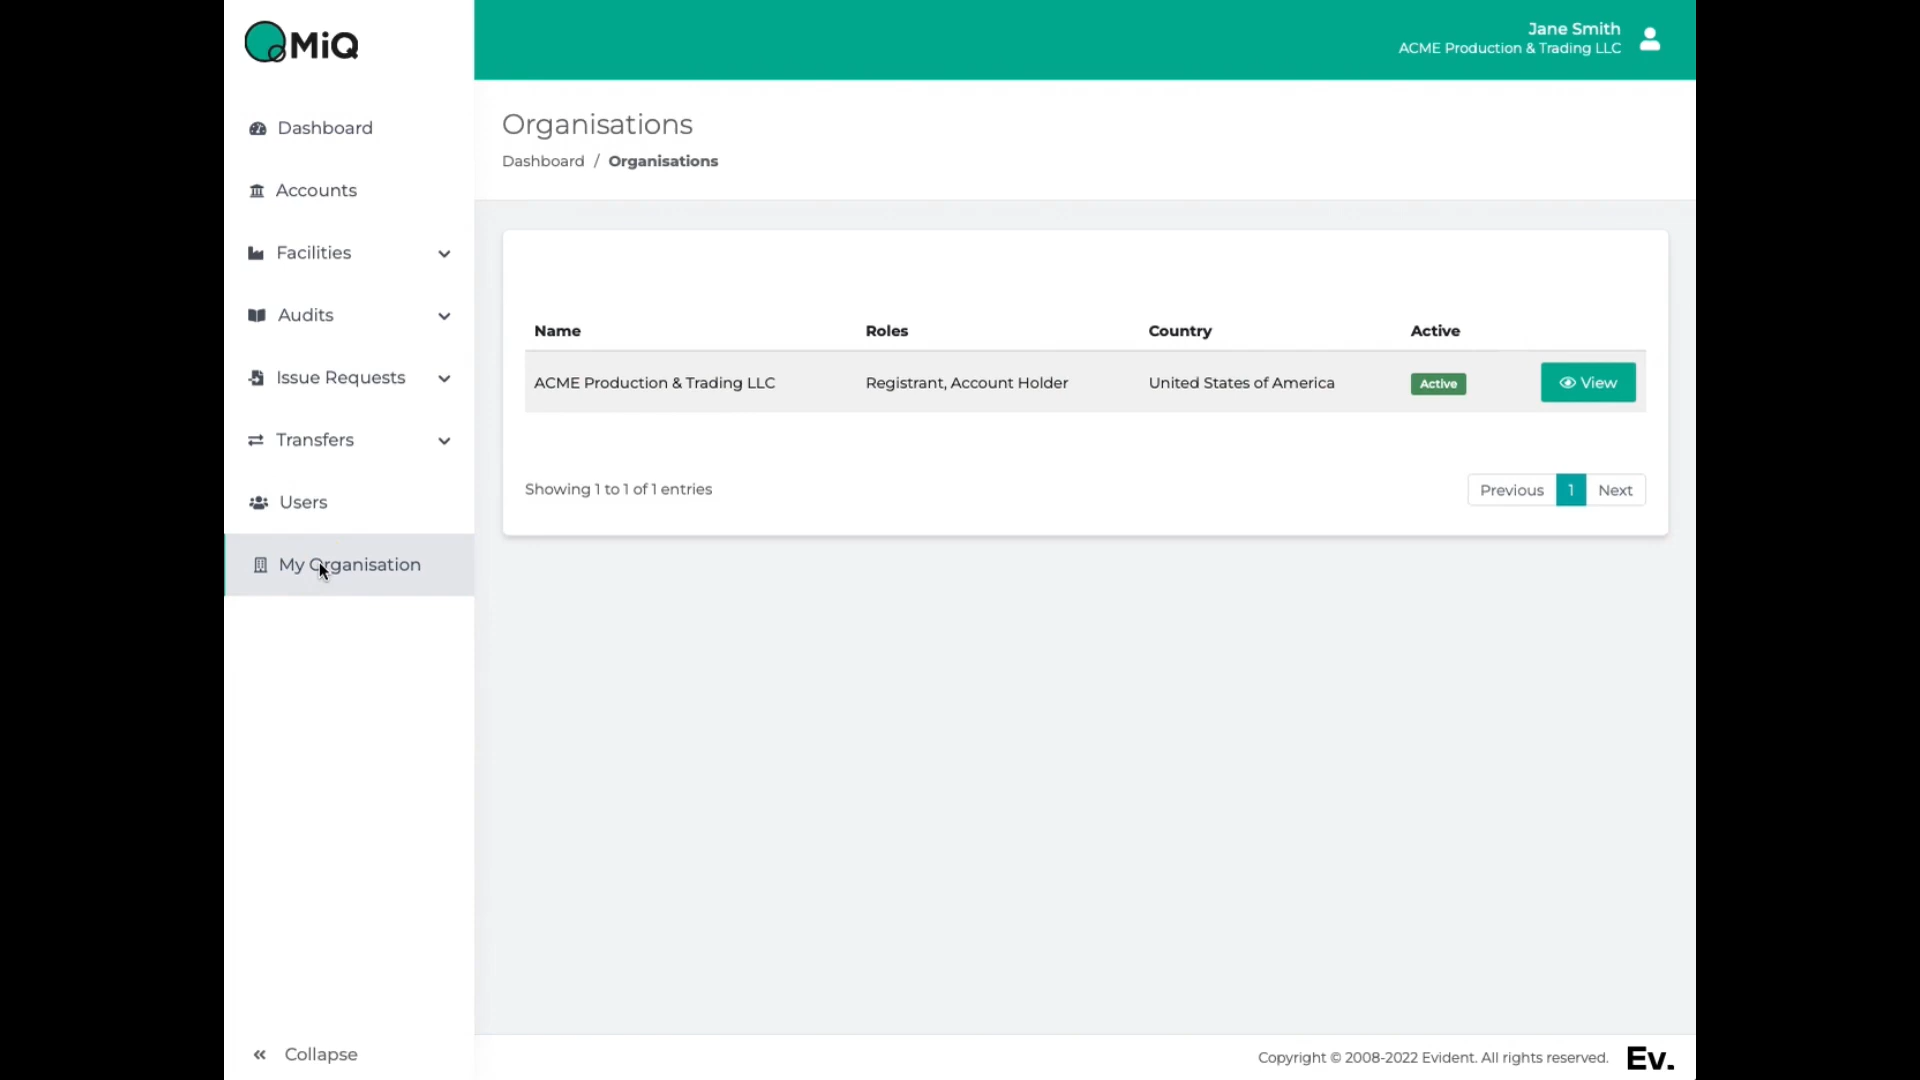 MiQ
Jane Smith
ACME Production & Trading LLC
Dashboard
Accounts
Facilities
Audits
Issue Requests
Transfers
Users
My Organisation
Collapse
Organisations
Dashboard / Organisations
Name Roles Country Active
ACME Production & Trading LLC Registrant, Account Holder United States of America Active View
Showing 1 to 1 of 1 entries
Previous 1 Next
Copyright © 2008-2022 Evident. All rights reserved. Ev.